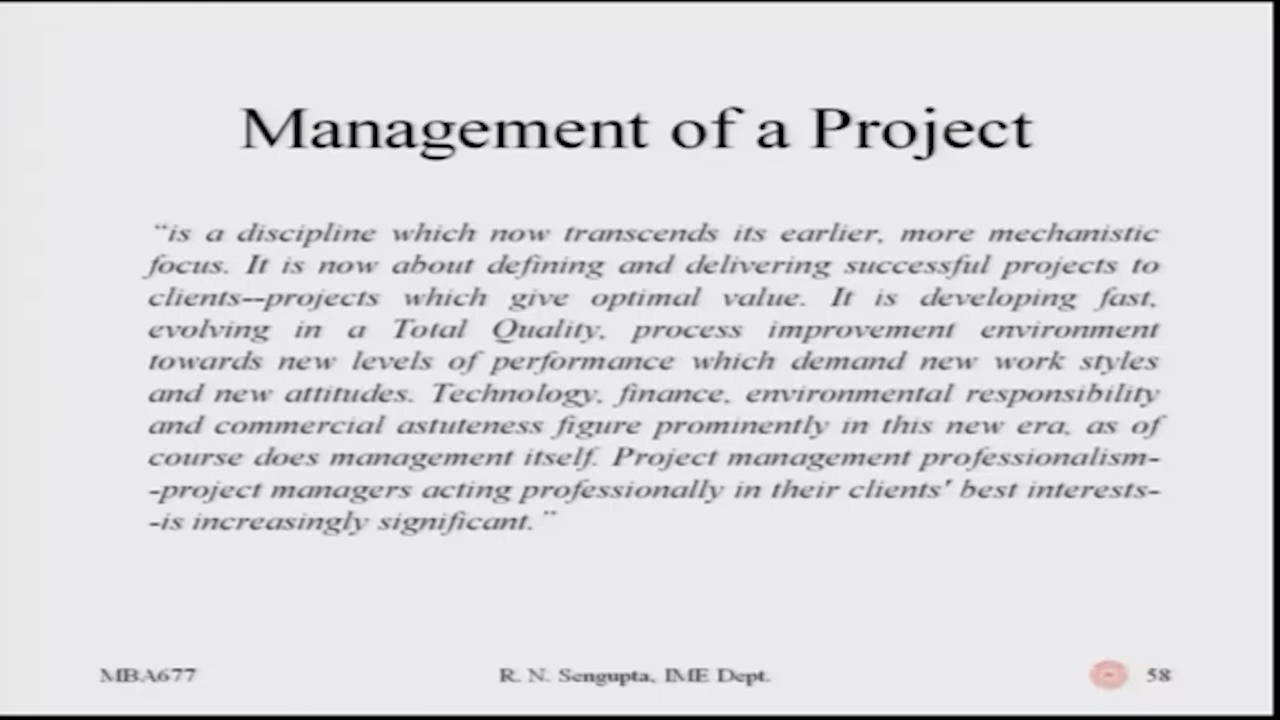 Management of a Project
“is a discipline which now transcends its earlier, more mechanistic
focus. It is now about defining and delivering successful projects to
clients--projects which give optimal value. It is developing fast,
evolving in a Total Quality, process improvement environment
towards new levels of performance which demand new work styles
and new attitudes. Technology, finance, environmental responsibility
and commercial astuteness figure prominently in this new era, as of
course does management itself. Project management professionalism-
-project managers acting professionally in their clients' best interests-
-is increasingly significant.”
MBA677 R. N. Sengupta, IME Dept. 58